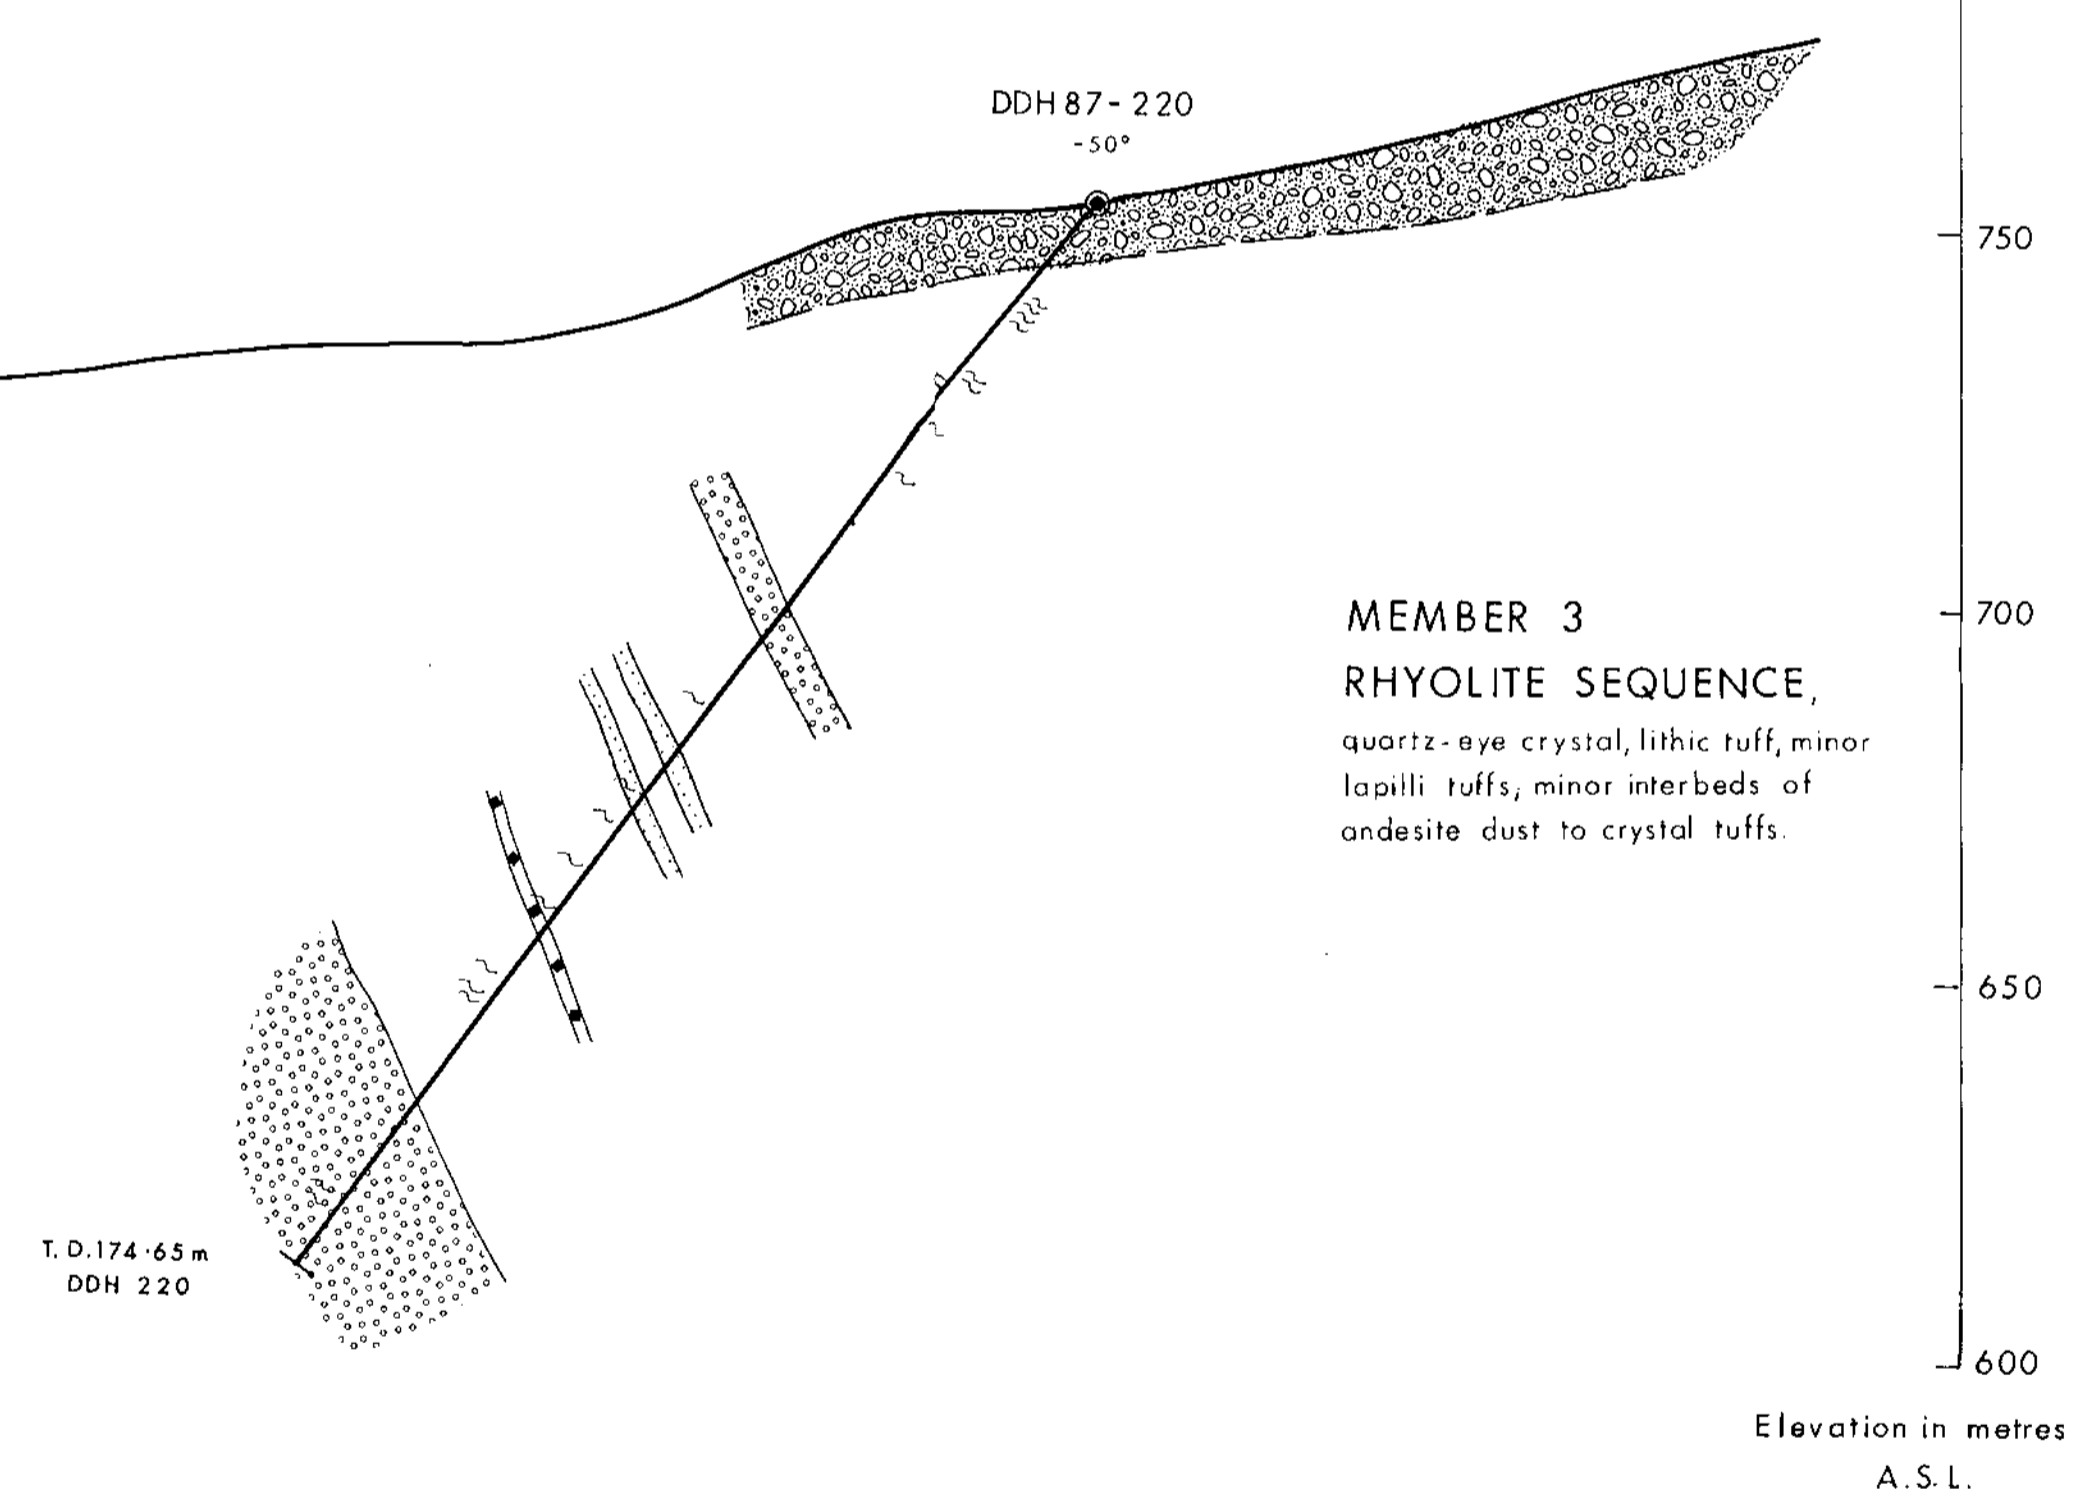 DDH 87-220
-50°
750
700
MEMBER 3
RHYOLITE SEQUENCE,
quartz-eye crystal, lithic tuff, minor
lapilli tuffs; minor interbeds of
andesite dust to crystal tuffs.
650
T. D. 174.65 m
DDH 220
600
Elevation in metres
A.S.L.